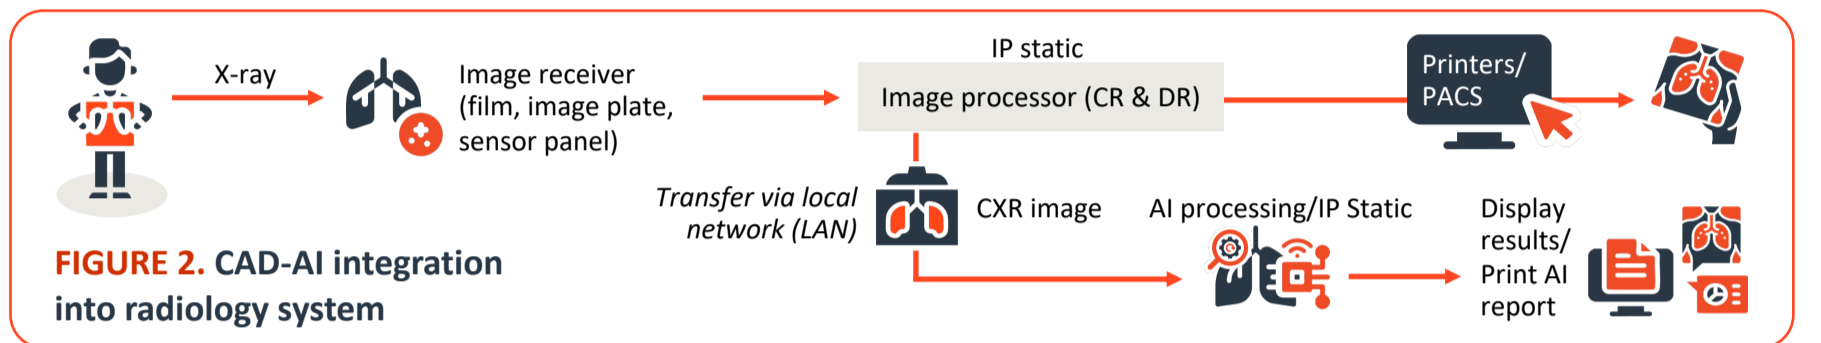 X-ray
Image receiver
(film, image plate,
sensor panel)
IP static
Image processor (CR & DR)
Printers/
PACS
Transfer via local
network (LAN)
CXR image
AI processing/IP Static
Display
results/
Print AI
report
FIGURE 2. CAD-AI integration
into radiology system